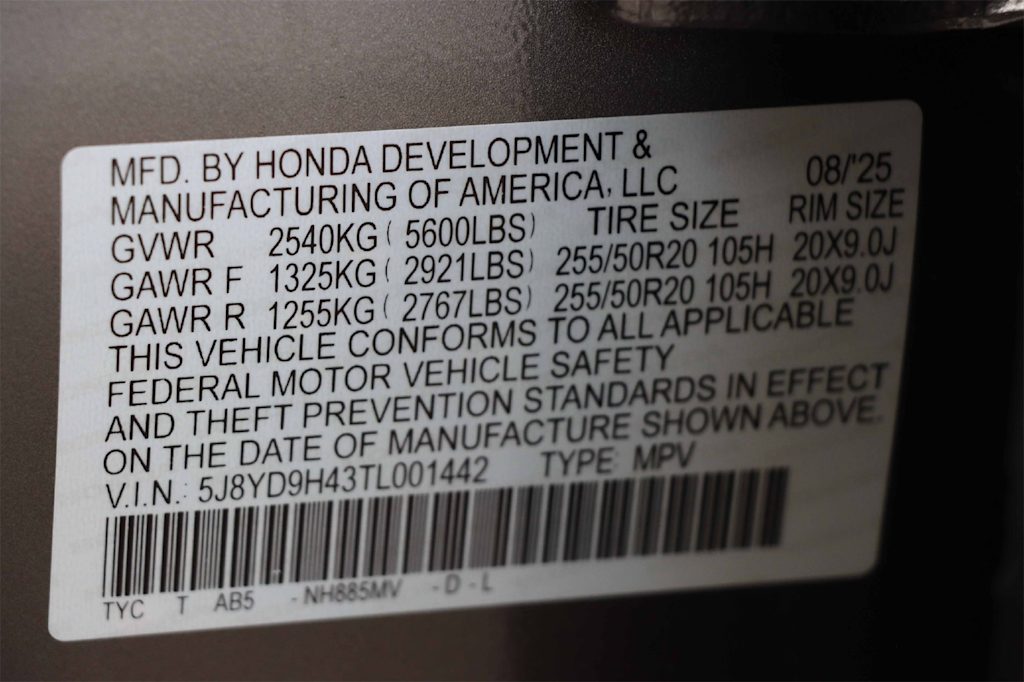 MFD. BY HONDA DEVELOPMENT &
MANUFACTURING OF AMERICA, LLC 08/'25
GVWR 2540KG ( 5600LBS) TIRE SIZE RIM SIZE
GAWR F 1325KG ( 2921LBS) 255/50R20 105H 20X9.0J
GAWR R 1255KG ( 2767LBS) 255/50R20 105H 20X9.0J
THIS VEHICLE CONFORMS TO ALL APPLICABLE
FEDERAL MOTOR VEHICLE SAFETY
AND THEFT PREVENTION STANDARDS IN EFFECT
ON THE DATE OF MANUFACTURE SHOWN ABOVE.
V.I.N.: 5J8YD9H43TL001442 TYPE: MPV
TYC T AB5 - NH885MV - D - L